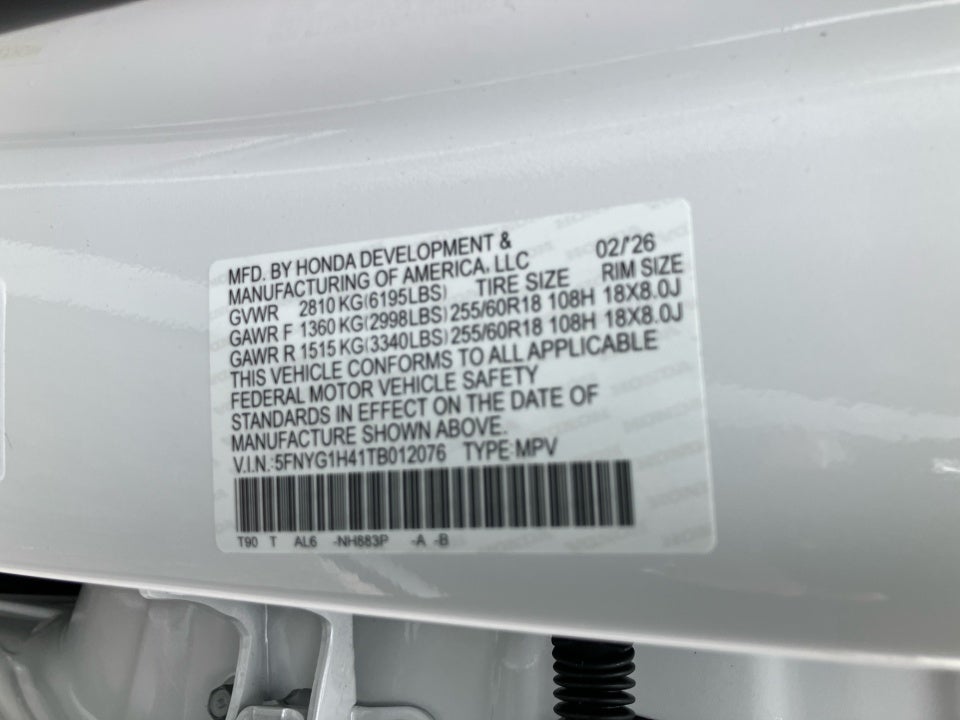 MFD. BY HONDA DEVELOPMENT & 02/'26
MANUFACTURING OF AMERICA, LLC
GVWR 2810 KG(6195LBS) TIRE SIZE RIM SIZE
GAWR F 1360 KG(2998LBS) 255/60R18 108H 18X8.0J
GAWR R 1515 KG(3340LBS) 255/60R18 108H 18X8.0J
THIS VEHICLE CONFORMS TO ALL APPLICABLE
FEDERAL MOTOR VEHICLE SAFETY
STANDARDS IN EFFECT ON THE DATE OF
MANUFACTURE SHOWN ABOVE.
V.I.N.:5FNYG1H41TB012076 TYPE:MPV
T90 T AL6 -NH883P -A -B